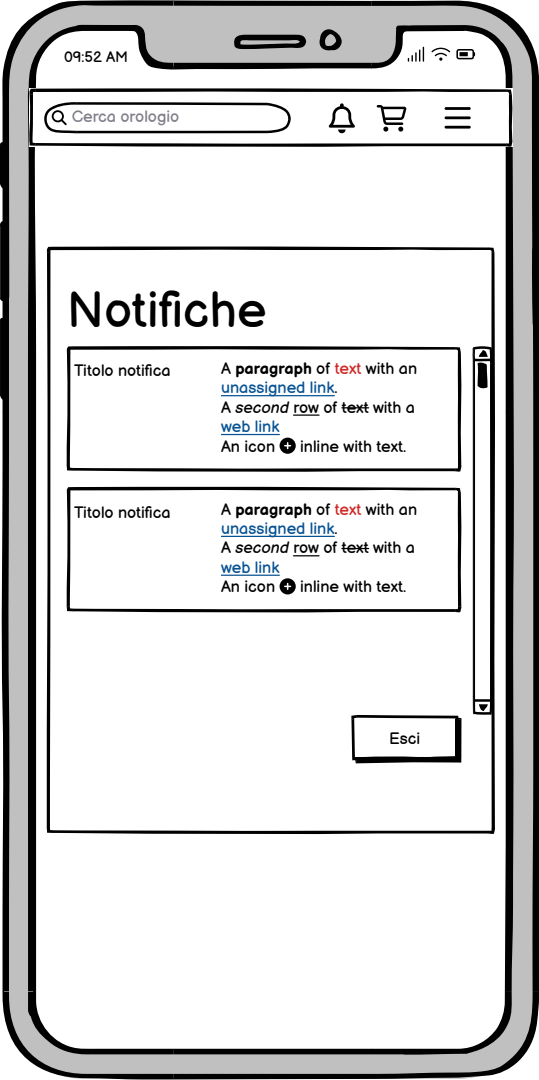 09:52 AM
Cerca orologio
Notifiche
Titolo notifica
A paragraph of text with an
unassigned link.
A second row of text with a
web link
An icon inline with text.
Titolo notifica
A paragraph of text with an
unassigned link.
A second row of text with a
web link
An icon inline with text.
Esci